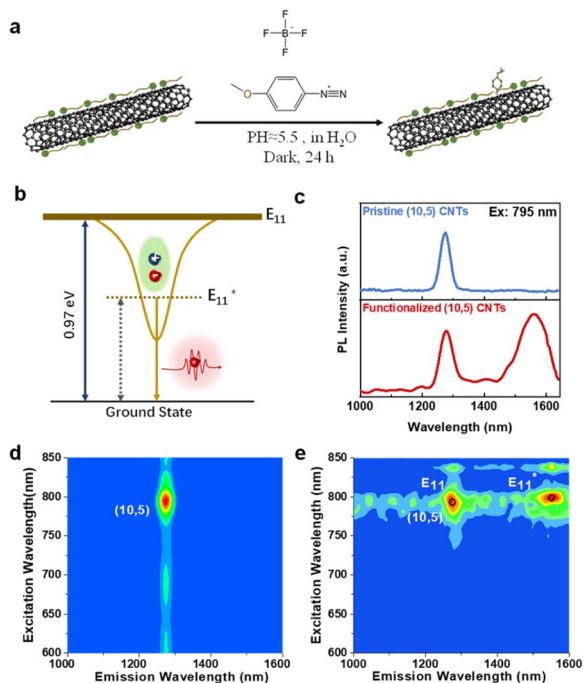 a
F
F
B
-
F
F
O
+
N≡N
PH≈5.5 , in H₂O
Dark, 24 h
b
E₁₁
+
-
0.97 eV
E₁₁*
Ground State
c
Pristine (10,5) CNTs
Ex: 795 nm
Functionalized (10,5) CNTs
PL Intensity (a.u.)
1000 1200 1400 1600
Wavelength (nm)
d
850
800
750
700
650
600
Excitation Wavelength(nm)
(10,5)
1000 1200 1400 1600
Emission Wavelength (nm)
e
850
800
750
700
650
600
Excitation Wavelength (nm)
E₁₁
E₁₁*
(10,5)
1000 1200 1400 1600
Emission Wavelength (nm)